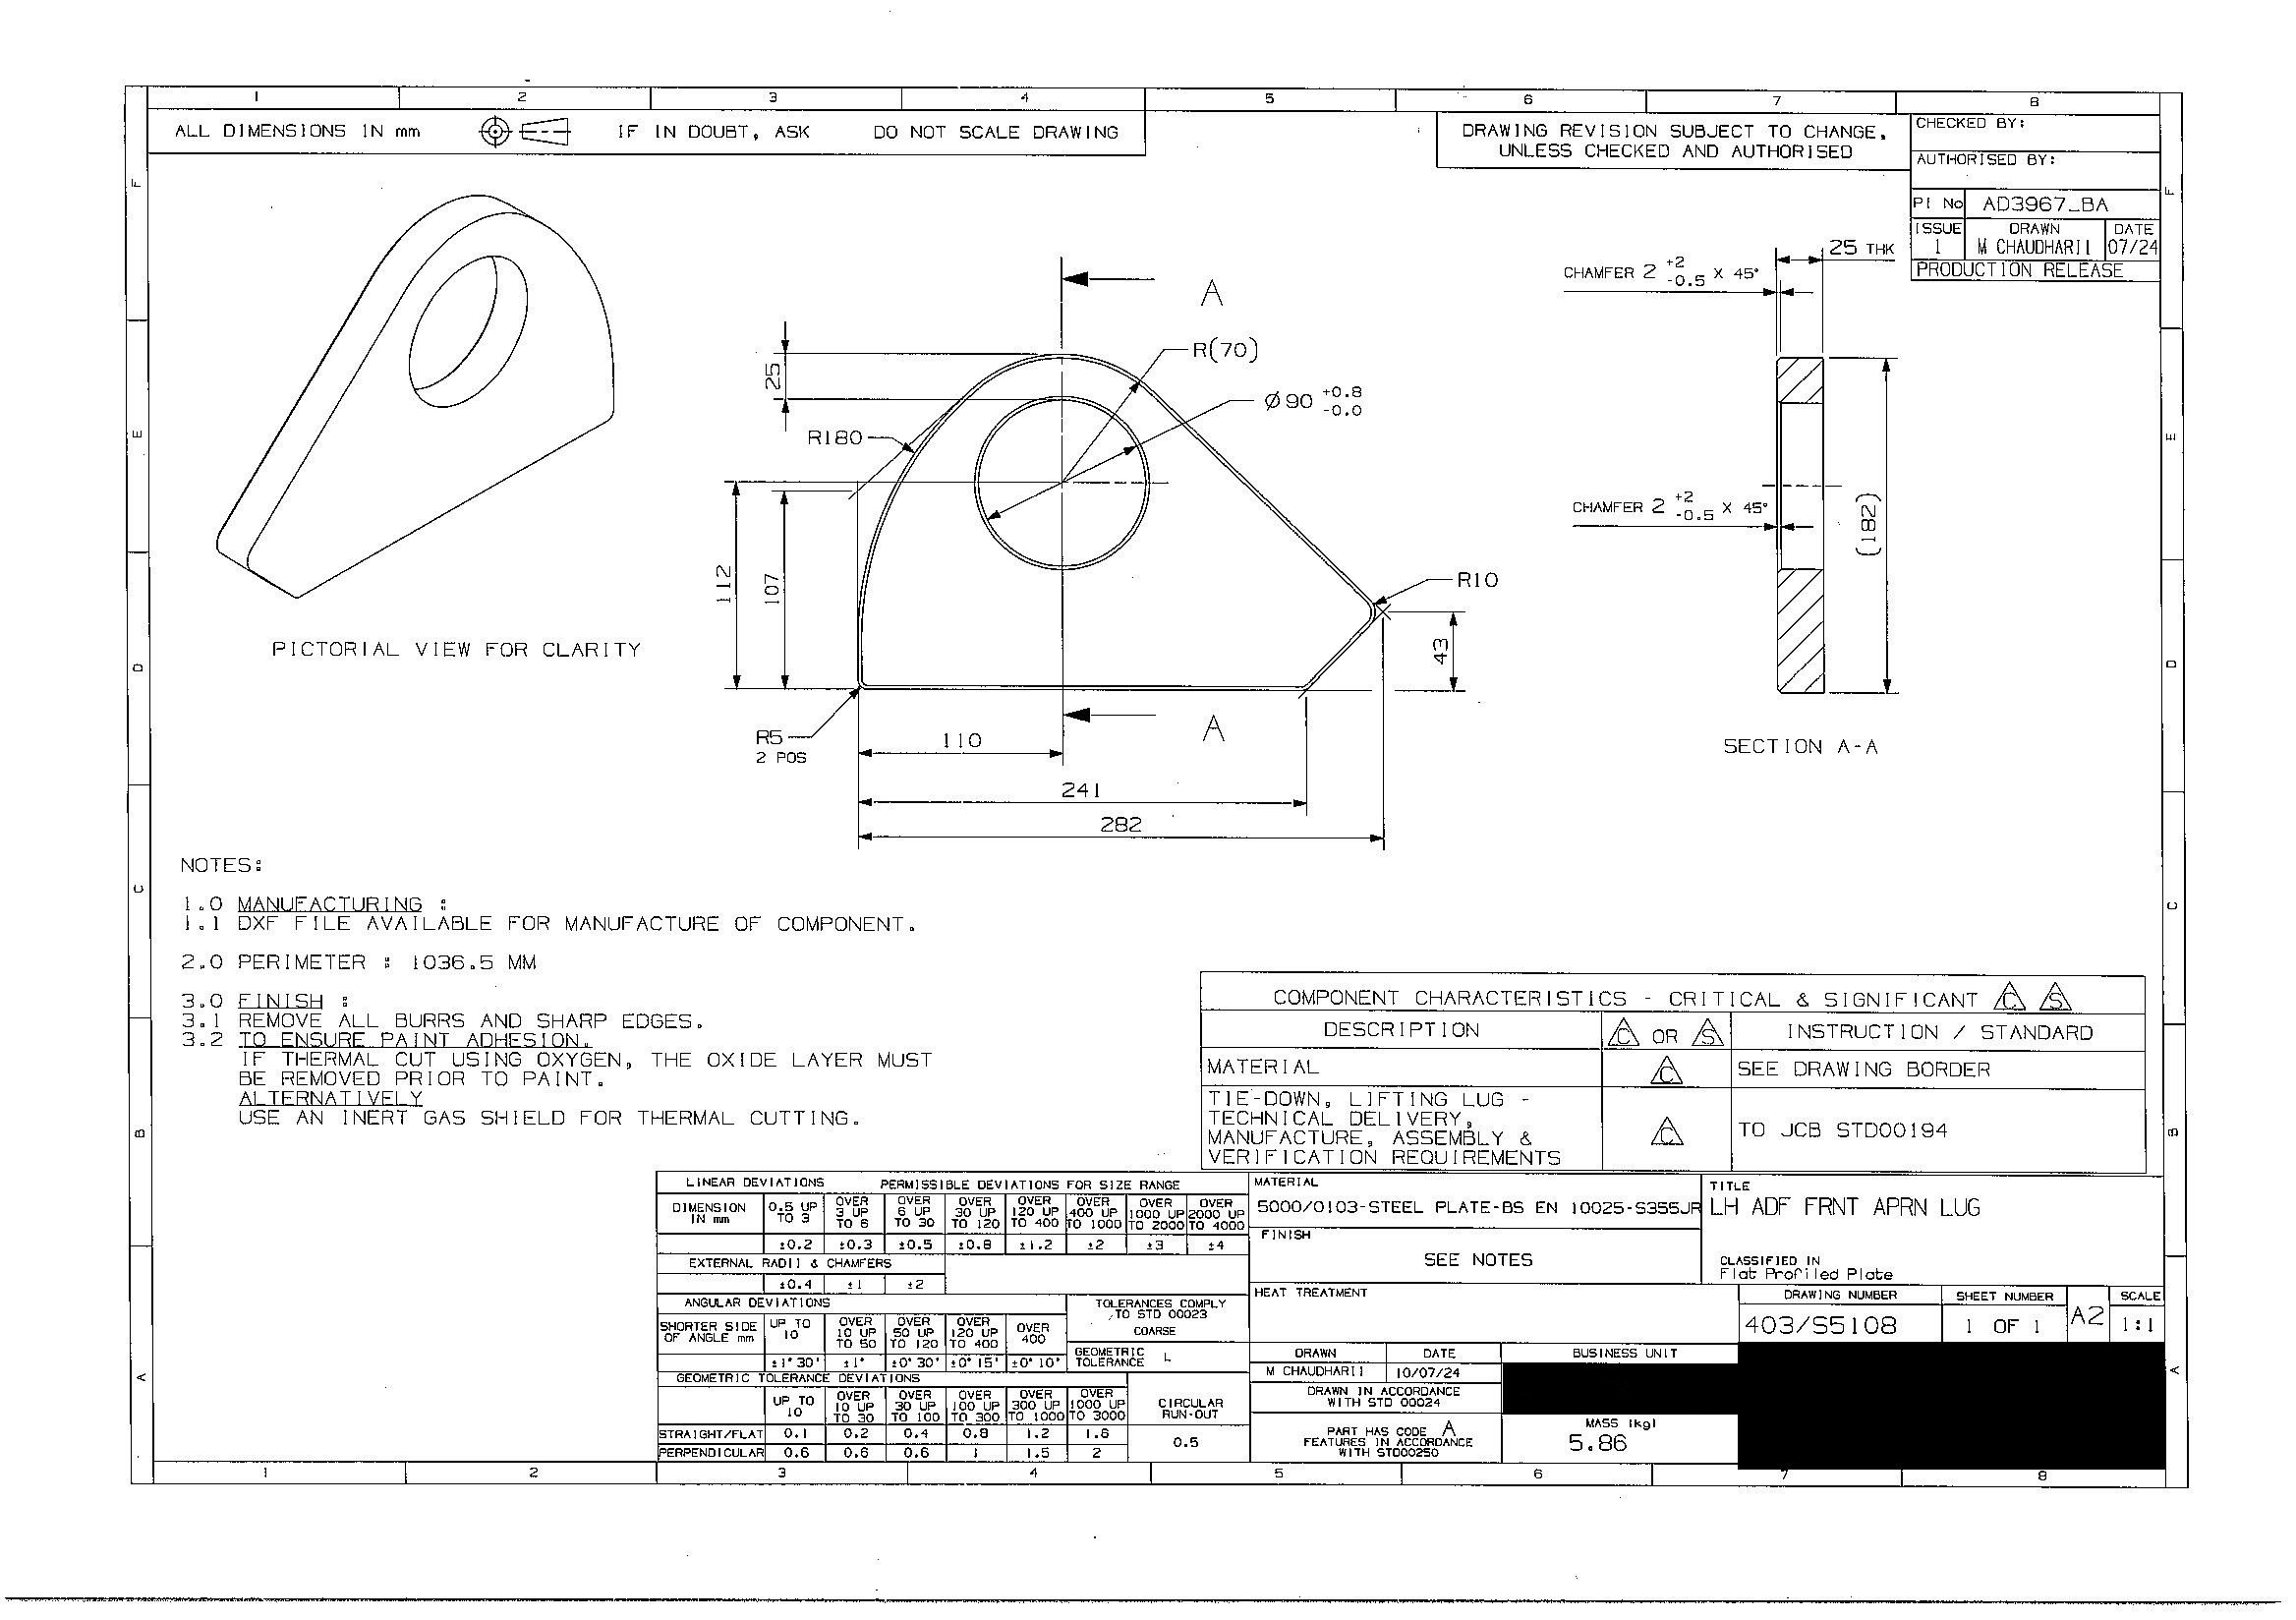 1 2 3 4 5 6 7 8
ALL DIMENSIONS IN mm IF IN DOUBT, ASK DO NOT SCALE DRAWING
DRAWING REVISION SUBJECT TO CHANGE,
UNLESS CHECKED AND AUTHORISED
CHECKED BY:
AUTHORISED BY:
PI No AD3967_BA
ISSUE DRAWN DATE
1 M CHAUDHARII 07/24
PRODUCTION RELEASE
F
E
D
C
B
A
F
E
D
C
B
A
PICTORIAL VIEW FOR CLARITY
A
R(70)
Ø90 +0.8
-0.0
25
R180
112
107
R10
43
R5
2 POS
A
110
241
282
25 THK
CHAMFER 2 +2
-0.5 X 45°
CHAMFER 2 +2
-0.5 X 45°
(182)
SECTION A-A
NOTES:
1.0 MANUFACTURING :
1.1 DXF FILE AVAILABLE FOR MANUFACTURE OF COMPONENT.
2.0 PERIMETER : 1036.5 MM
3.0 FINISH :
3.1 REMOVE ALL BURRS AND SHARP EDGES.
3.2 TO ENSURE PAINT ADHESION.
IF THERMAL CUT USING OXYGEN, THE OXIDE LAYER MUST
BE REMOVED PRIOR TO PAINT.
ALTERNATIVELY
USE AN INERT GAS SHIELD FOR THERMAL CUTTING.
COMPONENT CHARACTERISTICS - CRITICAL & SIGNIFICANT C S
DESCRIPTION C OR S INSTRUCTION / STANDARD
MATERIAL C SEE DRAWING BORDER
TIE-DOWN, LIFTING LUG -
TECHNICAL DELIVERY,
MANUFACTURE, ASSEMBLY &
VERIFICATION REQUIREMENTS
C TO JCB STD00194
LINEAR DEVIATIONS PERMISSIBLE DEVIATIONS FOR SIZE RANGE
DIMENSION IN mm 0.5 UP TO 3 OVER 3 UP TO 6 OVER 6 UP TO 30 OVER 30 UP TO 120 OVER 120 UP TO 400 OVER 400 UP TO 1000 OVER 1000 UP TO 2000 OVER 2000 UP TO 4000
±0.2 ±0.3 ±0.5 ±0.8 ±1.2 ±2 ±3 ±4
EXTERNAL RADII & CHAMFERS
±0.4 ±1 ±2
ANGULAR DEVIATIONS
SHORTER SIDE OF ANGLE mm UP TO 10 OVER 10 UP TO 50 OVER 50 UP TO 120 OVER 120 UP TO 400 OVER 400
±1°30' ±1° ±0°30' ±0°15' ±0°10'
TOLERANCES COMPLY
TO STD 00023
COARSE
GEOMETRIC TOLERANCE L
GEOMETRIC TOLERANCE DEVIATIONS
UP TO 10 OVER 10 UP TO 30 OVER 30 UP TO 100 OVER 100 UP TO 300 OVER 300 UP TO 1000 OVER 1000 UP TO 3000 CIRCULAR RUN-OUT
STRAIGHT/FLAT 0.1 0.2 0.4 0.8 1.2 1.6
PERPENDICULAR 0.6 0.6 0.6 1 1.5 2
0.5
MATERIAL
5000/0103-STEEL PLATE-BS EN 10025-S355JR
FINISH
SEE NOTES
HEAT TREATMENT
DRAWN DATE BUSINESS UNIT
M CHAUDHARII 10/07/24
DRAWN IN ACCORDANCE
WITH STD 00024
PART HAS CODE A
FEATURES IN ACCORDANCE
WITH STD00250
MASS (kg)
5.86
TITLE
LH ADF FRNT APRN LUG
CLASSIFIED IN
Flat Profiled Plate
DRAWING NUMBER SHEET NUMBER A2 SCALE
403/S5108 1 OF 1 1:1
1 2 3 4 5 6 7 8